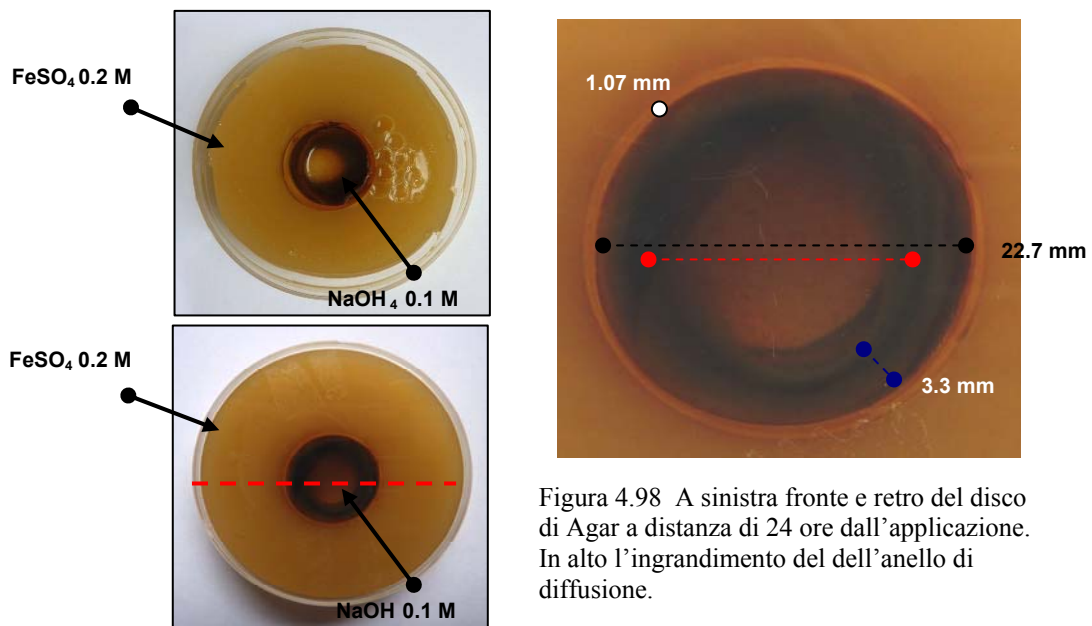 FeSO₄ 0.2 M
NaOH₄ 0.1 M
FeSO₄ 0.2 M
NaOH 0.1 M
1.07 mm
22.7 mm
3.3 mm
Figura 4.98 A sinistra fronte e retro del disco
di Agar a distanza di 24 ore dall’applicazione.
In alto l’ingrandimento del dell’anello di
diffusione.